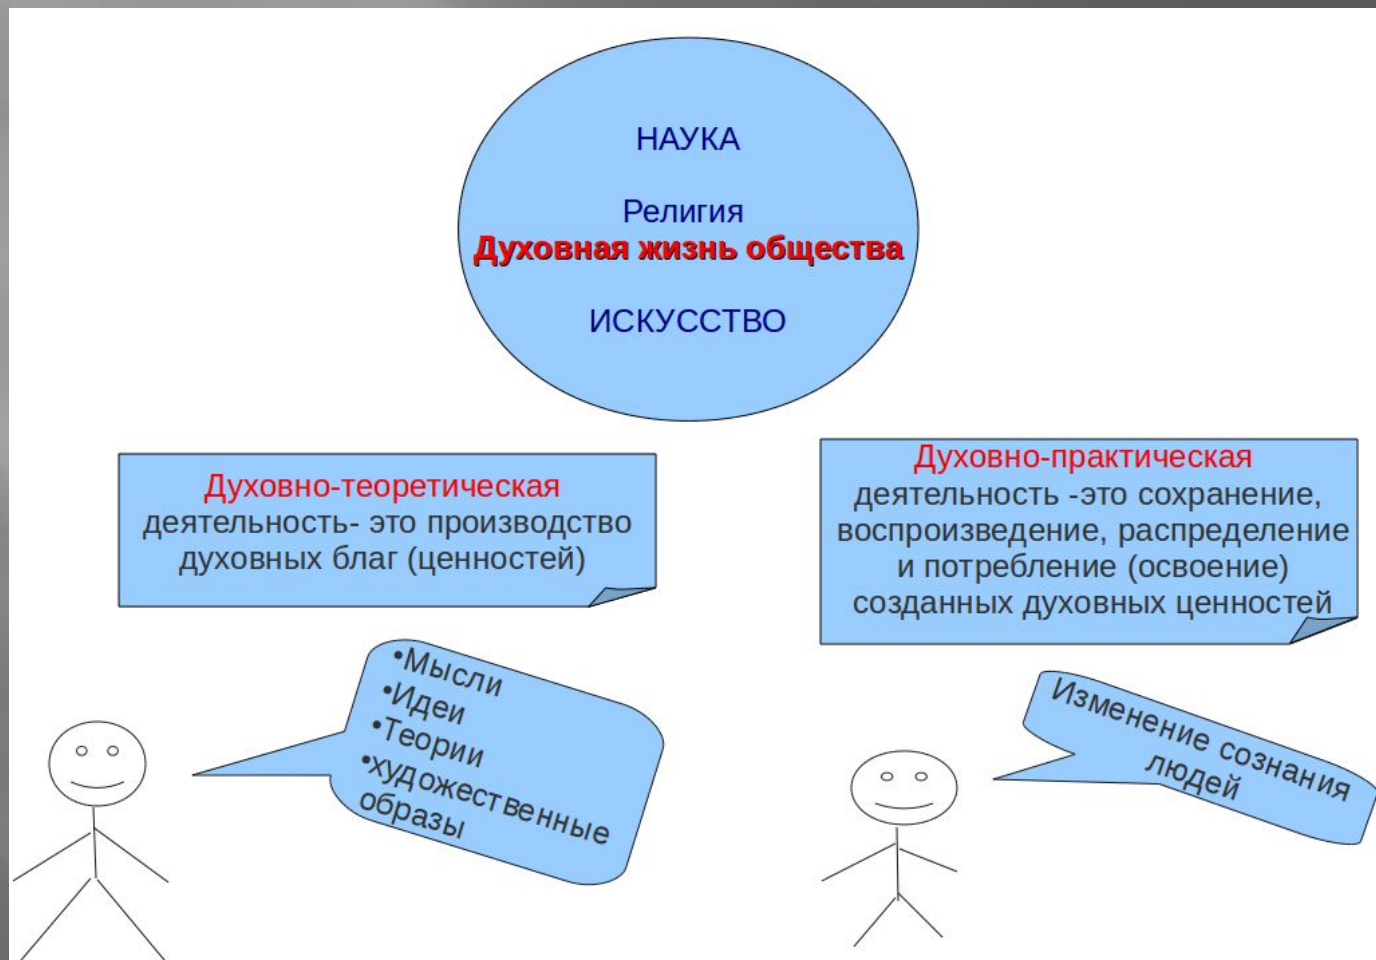 НАУКА
Религия
Духовная жизнь общества
ИСКУССТВО
Духовно-теоретическая
деятельность- это производство
духовных благ (ценностей)
Духовно-практическая
деятельность -это сохранение,
воспроизведение, распределение
и потребление (освоение)
созданных духовных ценностей
•Мысли
•Идеи
•Теории
•художественные
образы
Изменение сознания
людей